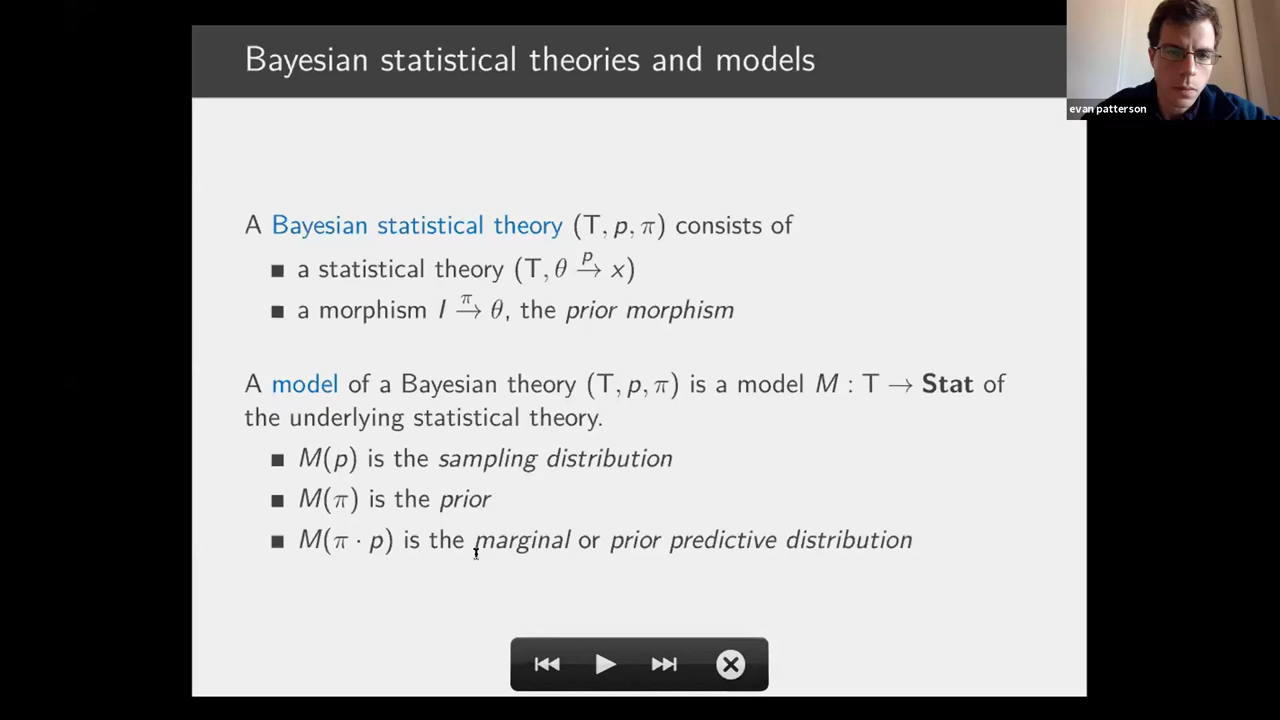 Bayesian statistical theories and models
evan patterson
A Bayesian statistical theory (T, p, π) consists of
■ a statistical theory (T, θ →ᵖ x)
■ a morphism I →^π θ, the prior morphism
A model of a Bayesian theory (T, p, π) is a model M : T → Stat of
the underlying statistical theory.
■ M(p) is the sampling distribution
■ M(π) is the prior
■ M(π · p) is the marginal or prior predictive distribution